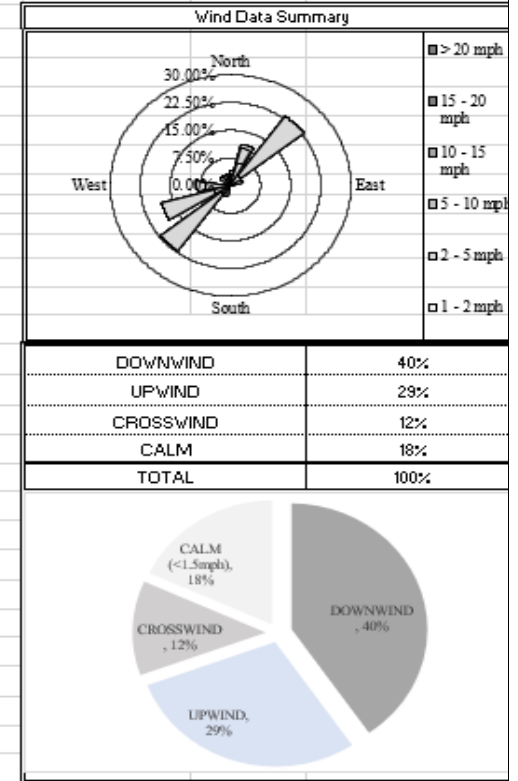 Wind Data Summary
North
30.00%
22.50%
15.00%
7.50%
0.00%
West
East
South
> 20 mph
15 - 20
mph
10 - 15
mph
5 - 10 mph
2 - 5 mph
1 - 2 mph
DOWNWIND 40%
UPWIND 29%
CROSSWIND 12%
CALM 18%
TOTAL 100%
CALM
(<1.5mph),
18%
DOWNWIND
, 40%
CROSSWIND
, 12%
UPWIND,
29%